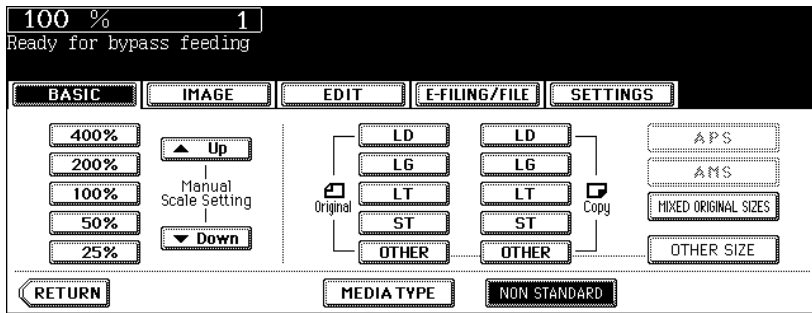 100 % 1
Ready for bypass feeding
BASIC IMAGE EDIT E-FILING/FILE SETTINGS
400%
200%
100%
50%
25%
Up
Manual
Scale Setting
Down
Original
LD
LG
LT
ST
OTHER
LD
LG
LT
ST
OTHER
Copy
APS
AMS
MIXED ORIGINAL SIZES
OTHER SIZE
RETURN MEDIA TYPE NON STANDARD